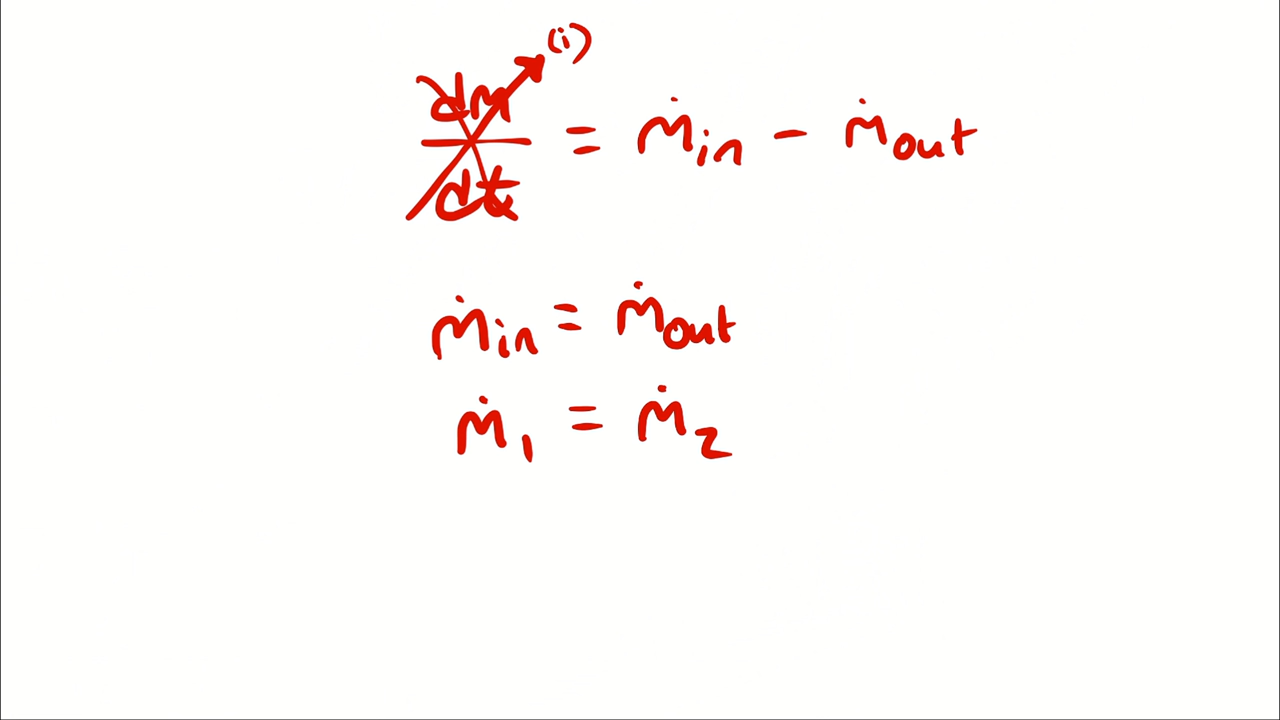 (i)
dm/dt = ṁin − ṁout
ṁin = ṁout
ṁ1 = ṁ2